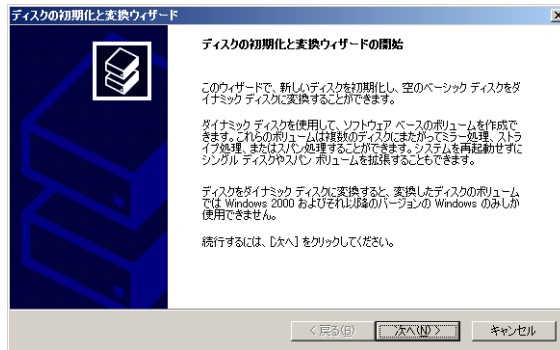 ディスクの初期化と変換ウィザード
ディスクの初期化と変換ウィザードの開始
このウィザードで、新しいディスクを初期化し、空のベーシック ディスクをダ
イナミック ディスクに変換することができます。
ダイナミック ディスクを使用して、ソフトウェア ベースのボリュームを作成で
きます。これらのボリュームは複数のディスクにまたがってミラー処理、ストラ
イプ処理、またはスパン処理することができます。システムを再起動せずに
シングル ディスクやスパン ボリュームを拡張することもできます。
ディスクをダイナミック ディスクに変換すると、変換したディスクのボリューム
では Windows 2000 およびそれ以降のバージョンの Windows のみしか
使用できません。
続行するには、[次へ] をクリックしてください。
< 戻る(B)
次へ(N) >
キャンセル